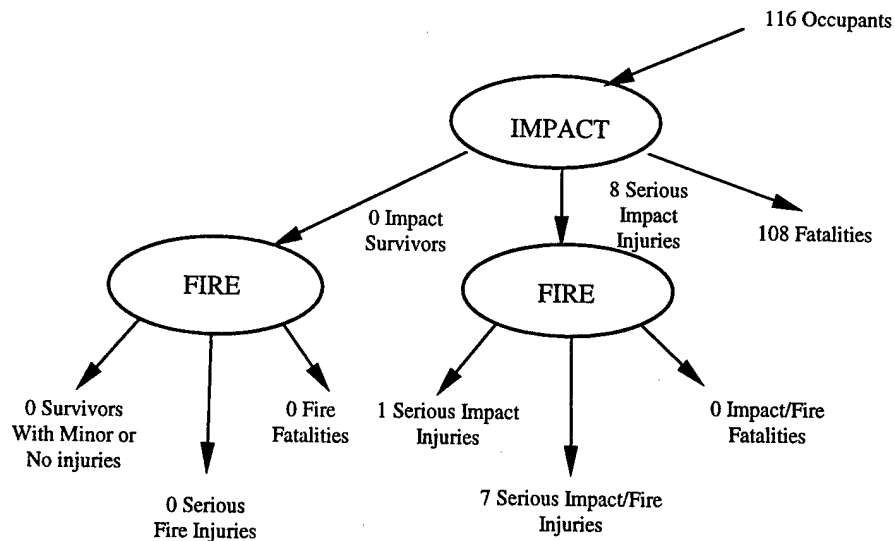 116 Occupants
IMPACT
0 Impact
Survivors
8 Serious
Impact
Injuries
108 Fatalities
FIRE
FIRE
0 Survivors
With Minor or
No injuries
0 Serious
Fire Injuries
0 Fire
Fatalities
1 Serious Impact
Injuries
7 Serious Impact/Fire
Injuries
0 Impact/Fire
Fatalities